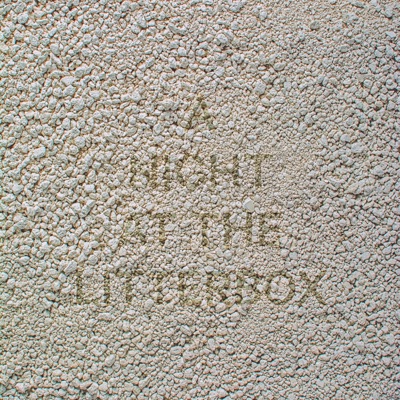 A
NIGHT
AT THE
LITTERBOX